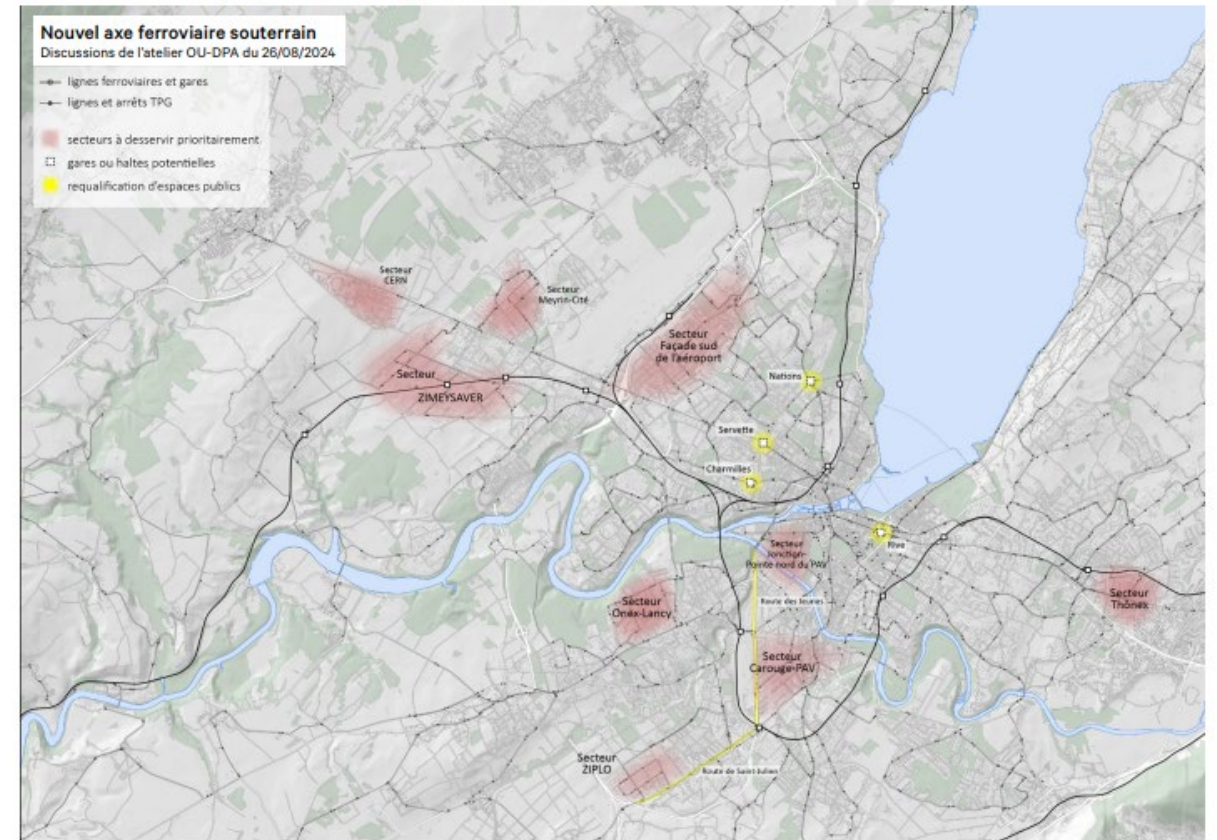 Nouvel axe ferroviaire souterrain
Discussions de l'atelier OU-DPA du 26/08/2024
lignes ferroviaires et gares
lignes et arrêts TPG
secteurs à desservir prioritairement
gares ou haltes potentielles
requalification d'espaces publics
Secteur
CERN
Secteur
Meyrin-Cité
Secteur
Façade sud
de l'aéroport
Secteur
ZIMEYSAVER
Nations
Servette
Charmilles
Rive
Secteur
Jonction-
Pointe nord du PAV
Route des Jeunes
Secteur
Onex-Lancy
Secteur
Thônex
Secteur
Carouge-PAV
Secteur
ZIPLO
Route de Saint-Julien